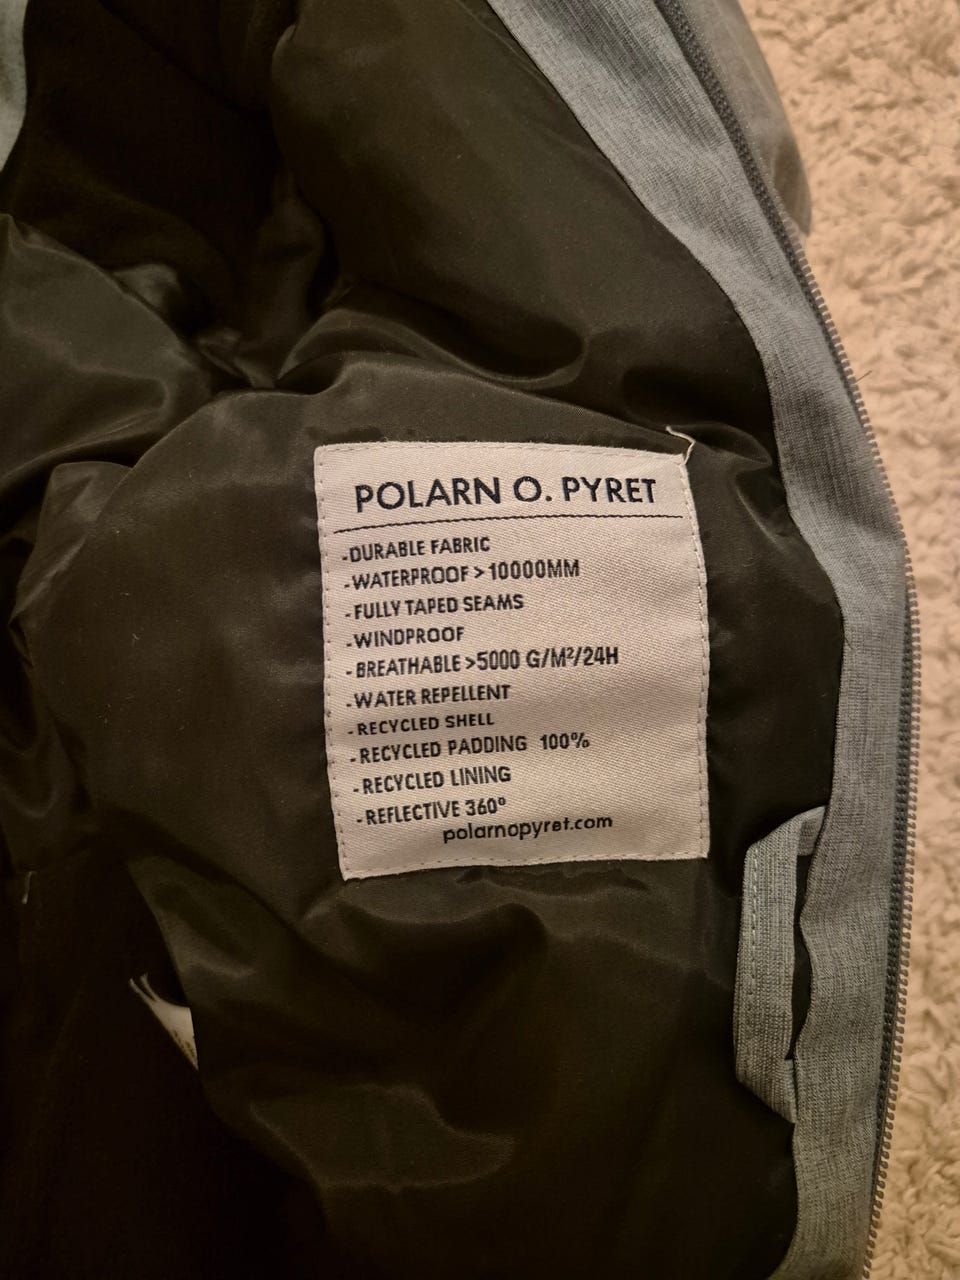 POLARN O. PYRET
-DURABLE FABRIC
-WATERPROOF >10000MM
-FULLY TAPED SEAMS
-WINDPROOF
-BREATHABLE >5000 G/M²/24H
-WATER REPELLENT
-RECYCLED SHELL
-RECYCLED PADDING 100%
-RECYCLED LINING
-REFLECTIVE 360°
polarnopyret.com